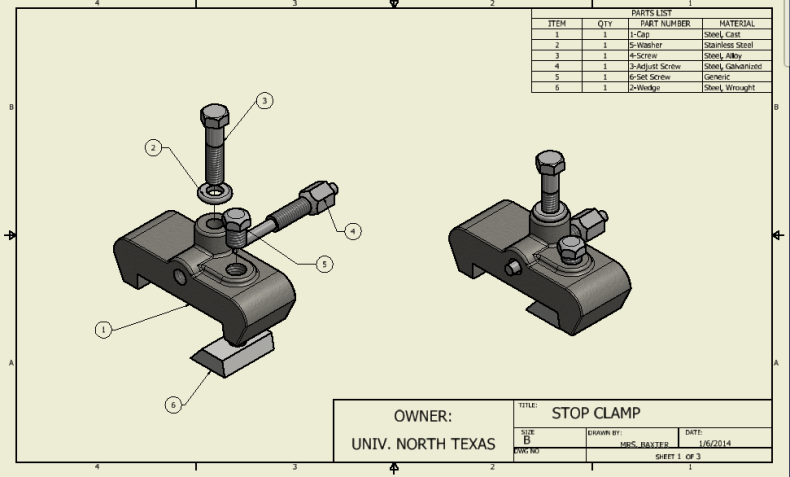 4 3 2 1
PARTS LIST
ITEM QTY PART NUMBER MATERIAL
1 1 1-Cap Steel, Cast
2 1 5-Washer Stainless Steel
3 1 4-Screw Steel, Alloy
4 1 3-Adjust Screw Steel, Galvanized
5 1 6-Set Screw Generic
6 1 2-Wedge Steel, Wrought
B B
3
2
4
5
1
A A
6
OWNER:
UNIV. NORTH TEXAS
TITLE:
STOP CLAMP
SIZE
B
DRAWN BY:
MRS. BAXTER
DATE:
1/6/2014
DWG NO
SHEET 1 OF 3
4 3 2 1